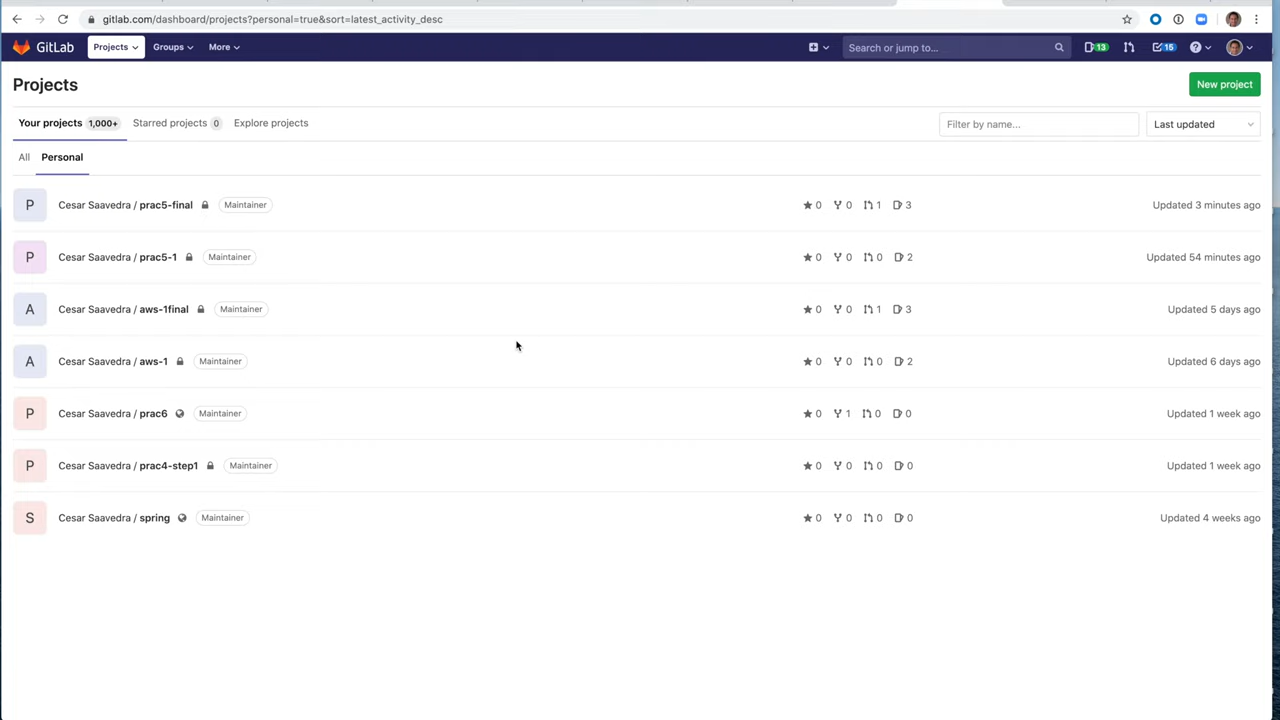 gitlab.com/dashboard/projects?personal=true&sort=latest_activity_desc
GitLab Projects Groups More Search or jump to... 13 15
Projects New project
Your projects 1,000+ Starred projects 0 Explore projects Filter by name... Last updated
All Personal
P Cesar Saavedra / prac5-final Maintainer 0 0 1 3 Updated 3 minutes ago
P Cesar Saavedra / prac5-1 Maintainer 0 0 0 2 Updated 54 minutes ago
A Cesar Saavedra / aws-1final Maintainer 0 0 1 3 Updated 5 days ago
A Cesar Saavedra / aws-1 Maintainer 0 0 0 2 Updated 6 days ago
P Cesar Saavedra / prac6 Maintainer 0 1 0 0 Updated 1 week ago
P Cesar Saavedra / prac4-step1 Maintainer 0 0 0 0 Updated 1 week ago
S Cesar Saavedra / spring Maintainer 0 0 0 0 Updated 4 weeks ago